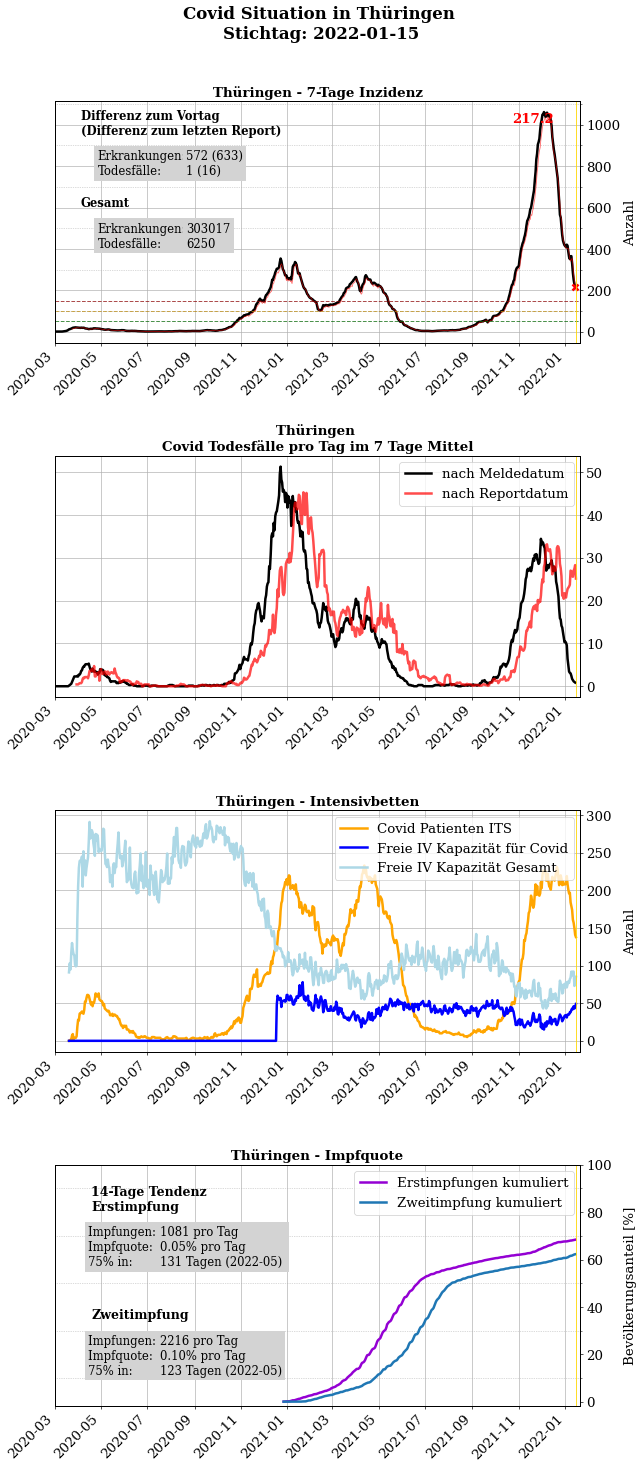 Covid Situation in Thüringen
Stichtag: 2022-01-15
Thüringen - 7-Tage Inzidenz
Differenz zum Vortag
(Differenz zum letzten Report)
Erkrankungen 572 (633)
Todesfälle: 1 (16)
Gesamt
Erkrankungen 303017
Todesfälle: 6250
217.2
1000
800
600
400
200
0
Anzahl
2020-03
2020-05
2020-07
2020-09
2020-11
2021-01
2021-03
2021-05
2021-07
2021-09
2021-11
2022-01
Thüringen
Covid Todesfälle pro Tag im 7 Tage Mittel
nach Meldedatum
nach Reportdatum
50
40
30
20
10
0
2020-03
2020-05
2020-07
2020-09
2020-11
2021-01
2021-03
2021-05
2021-07
2021-09
2021-11
2022-01
Thüringen - Intensivbetten
Covid Patienten ITS
Freie IV Kapazität für Covid
Freie IV Kapazität Gesamt
300
250
200
150
100
50
0
Anzahl
2020-03
2020-05
2020-07
2020-09
2020-11
2021-01
2021-03
2021-05
2021-07
2021-09
2021-11
2022-01
Thüringen - Impfquote
14-Tage Tendenz
Erstimpfung
Impfungen: 1081 pro Tag
Impfquote: 0.05% pro Tag
75% in: 131 Tagen (2022-05)
Zweitimpfung
Impfungen: 2216 pro Tag
Impfquote: 0.10% pro Tag
75% in: 123 Tagen (2022-05)
Erstimpfungen kumuliert
Zweitimpfung kumuliert
100
80
60
40
20
0
Bevölkerungsanteil [%]
2020-03
2020-05
2020-07
2020-09
2020-11
2021-01
2021-03
2021-05
2021-07
2021-09
2021-11
2022-01